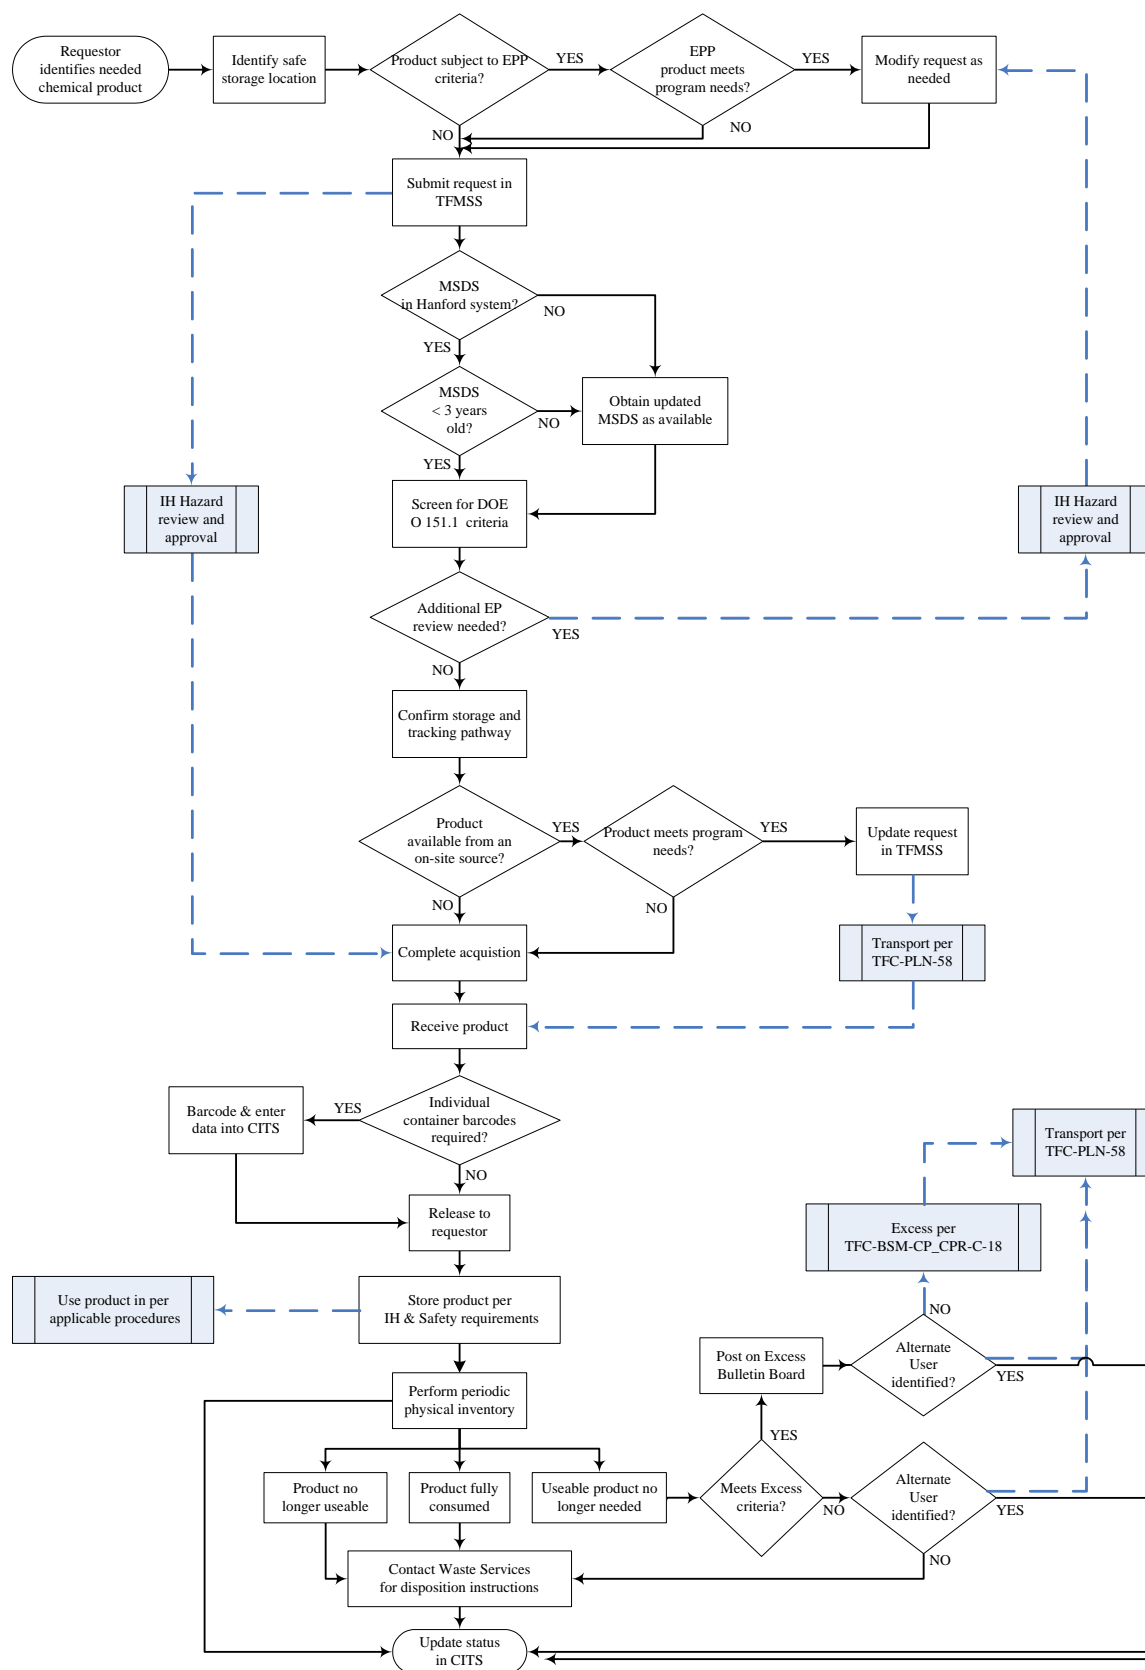 Requestor
identifies needed
chemical product
Identify safe
storage location
Product subject to EPP
criteria?
YES
EPP
product meets
program needs?
YES
Modify request as
needed
NO
NO
Submit request in
TFMSS
MSDS
in Hanford system?
NO
YES
MSDS
< 3 years
old?
NO
Obtain updated
MSDS as available
YES
IH Hazard
review and
approval
Screen for DOE
O 151.1 criteria
IH Hazard
review and
approval
Additional EP
review needed?
YES
NO
Confirm storage and
tracking pathway
Product
available from an
on-site source?
YES
Product meets program
needs?
YES
Update request
in TFMSS
NO
NO
Complete acquistion
Transport per
TFC-PLN-58
Receive product
Barcode & enter
data into CITS
YES
Individual
container barcodes
required?
NO
Transport per
TFC-PLN-58
Release to
requestor
Excess per
TFC-BSM-CP_CPR-C-18
Use product in per
applicable procedures
Store product per
IH & Safety requirements
NO
Post on Excess
Bulletin Board
Alternate
User
identified?
YES
Perform periodic
physical inventory
YES
Product no
longer useable
Product fully
consumed
Useable product no
longer needed
Meets Excess
criteria?
NO
Alternate
User
identified?
YES
NO
Contact Waste Services
for disposition instructions
Update status
in CITS